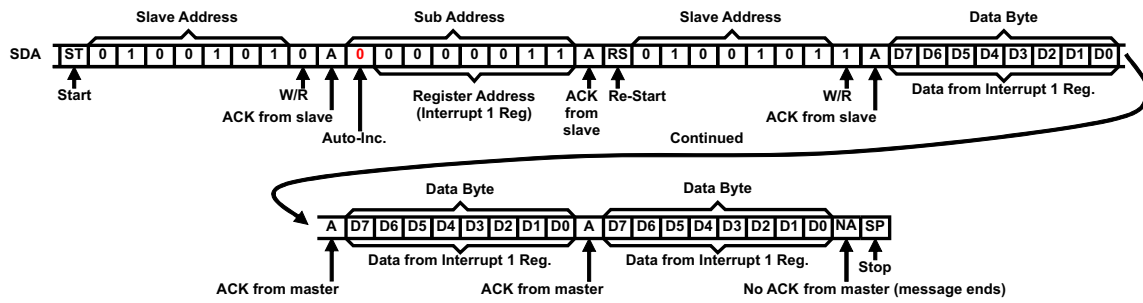 Slave Address Sub Address Slave Address Data Byte
SDA ST 0 1 0 0 1 0 1 0 A 0 0 0 0 0 0 1 1 A RS 0 1 0 0 1 0 1 1 A D7 D6 D5 D4 D3 D2 D1 D0
Start W/R ACK from slave Auto-Inc. Register Address (Interrupt 1 Reg) ACK from slave Re-Start W/R ACK from slave Data from Interrupt 1 Reg.
Continued
Data Byte Data Byte
A D7 D6 D5 D4 D3 D2 D1 D0 A D7 D6 D5 D4 D3 D2 D1 D0 NA SP
Data from Interrupt 1 Reg. Data from Interrupt 1 Reg. Stop
ACK from master ACK from master No ACK from master (message ends)